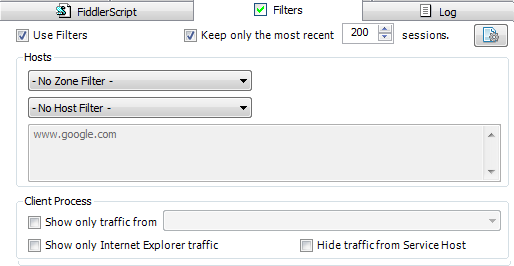 FiddlerScript
Filters
Log
Use Filters
Keep only the most recent 200 sessions.
Hosts
- No Zone Filter -
- No Host Filter -
www.google.com
Client Process
Show only traffic from
Show only Internet Explorer traffic
Hide traffic from Service Host